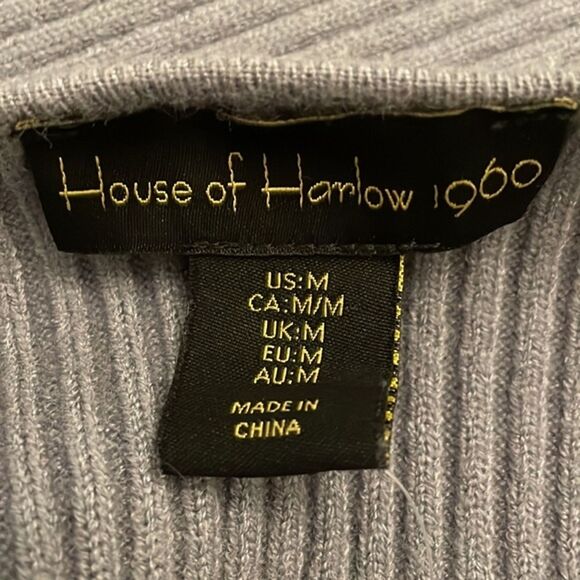 House of Harlow 1960
US:M
CA:M/M
UK:M
EU:M
AU:M
MADE IN
CHINA